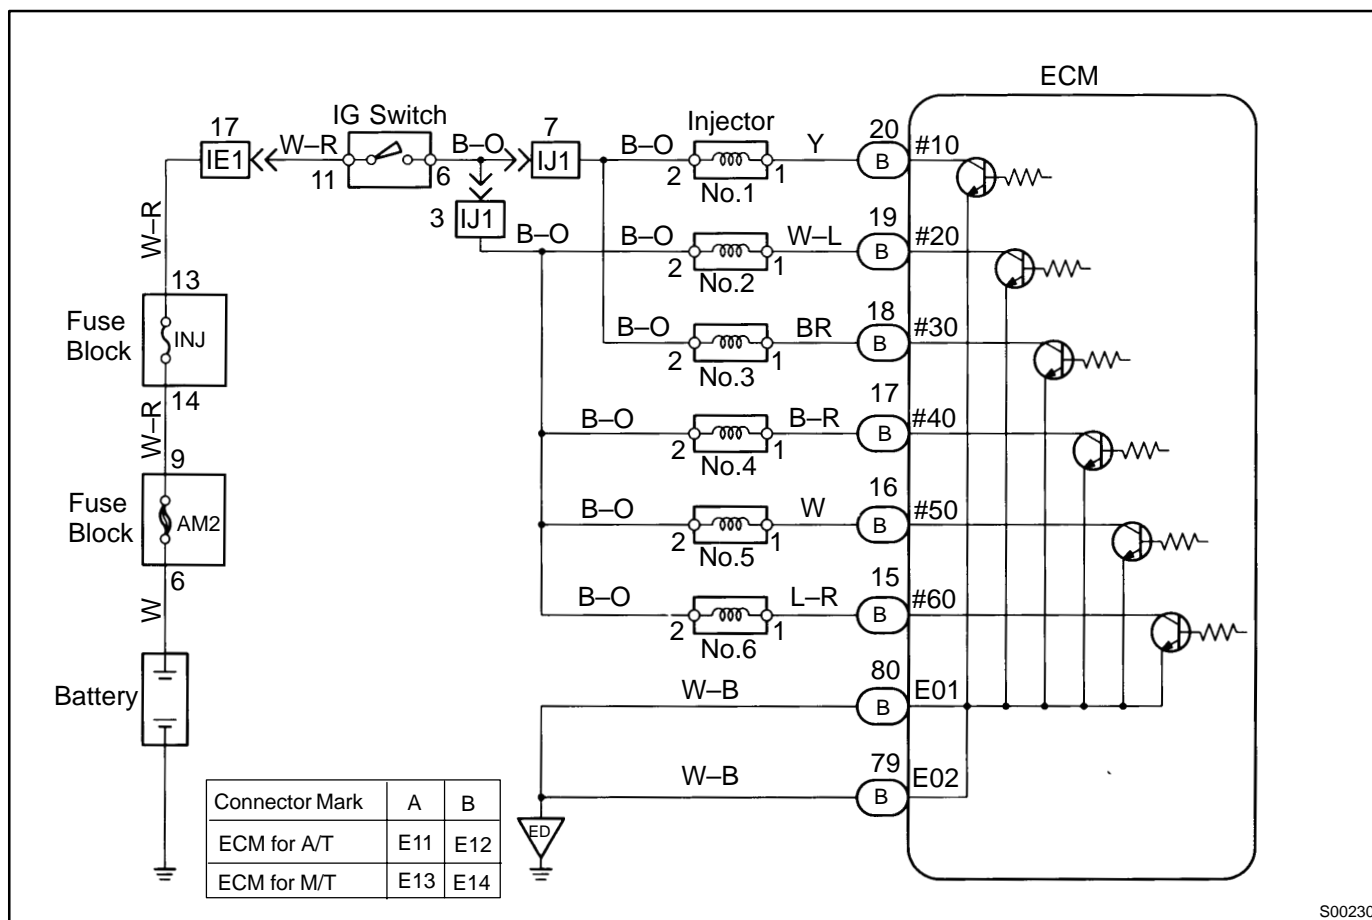 ECM
IG Switch
17
IE1
W–R
11
6
B–O
7
IJ1
B–O
Injector
2
1
No.1
Y
20
B
#10
3
IJ1
B–O
B–O
2
1
No.2
W–L
19
B
#20
B–O
2
1
No.3
BR
18
B
#30
W–R
13
Fuse
Block
INJ
14
W–R
9
Fuse
Block
AM2
6
W
Battery
B–O
2
1
No.4
B–R
17
B
#40
B–O
2
1
No.5
W
16
B
#50
B–O
2
1
No.6
L–R
15
B
#60
W–B
80
B
E01
W–B
79
B
E02
ED
Connector Mark A B
ECM for A/T E11 E12
ECM for M/T E13 E14
S00230